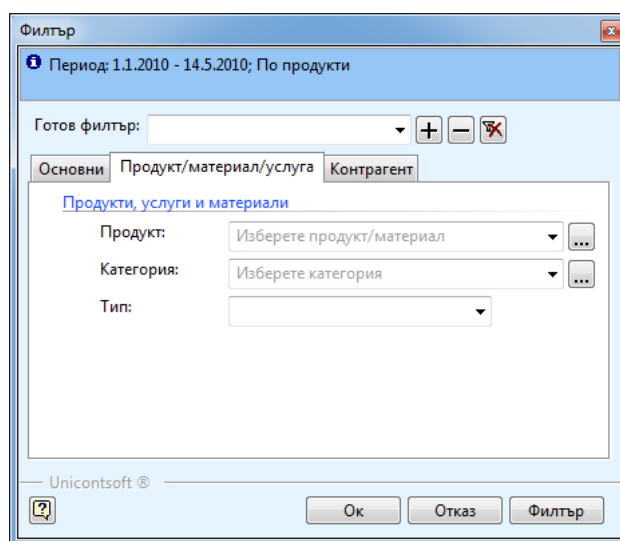 Филтър
Период: 1.1.2010 - 14.5.2010; По продукти
Готов филтър:
Основни Продукт/материал/услуга Контрагент
Продукти, услуги и материали
Продукт: Изберете продукт/материал ...
Категория: Изберете категория ...
Тип:
Unicontsoft ®
Ок Отказ Филтър